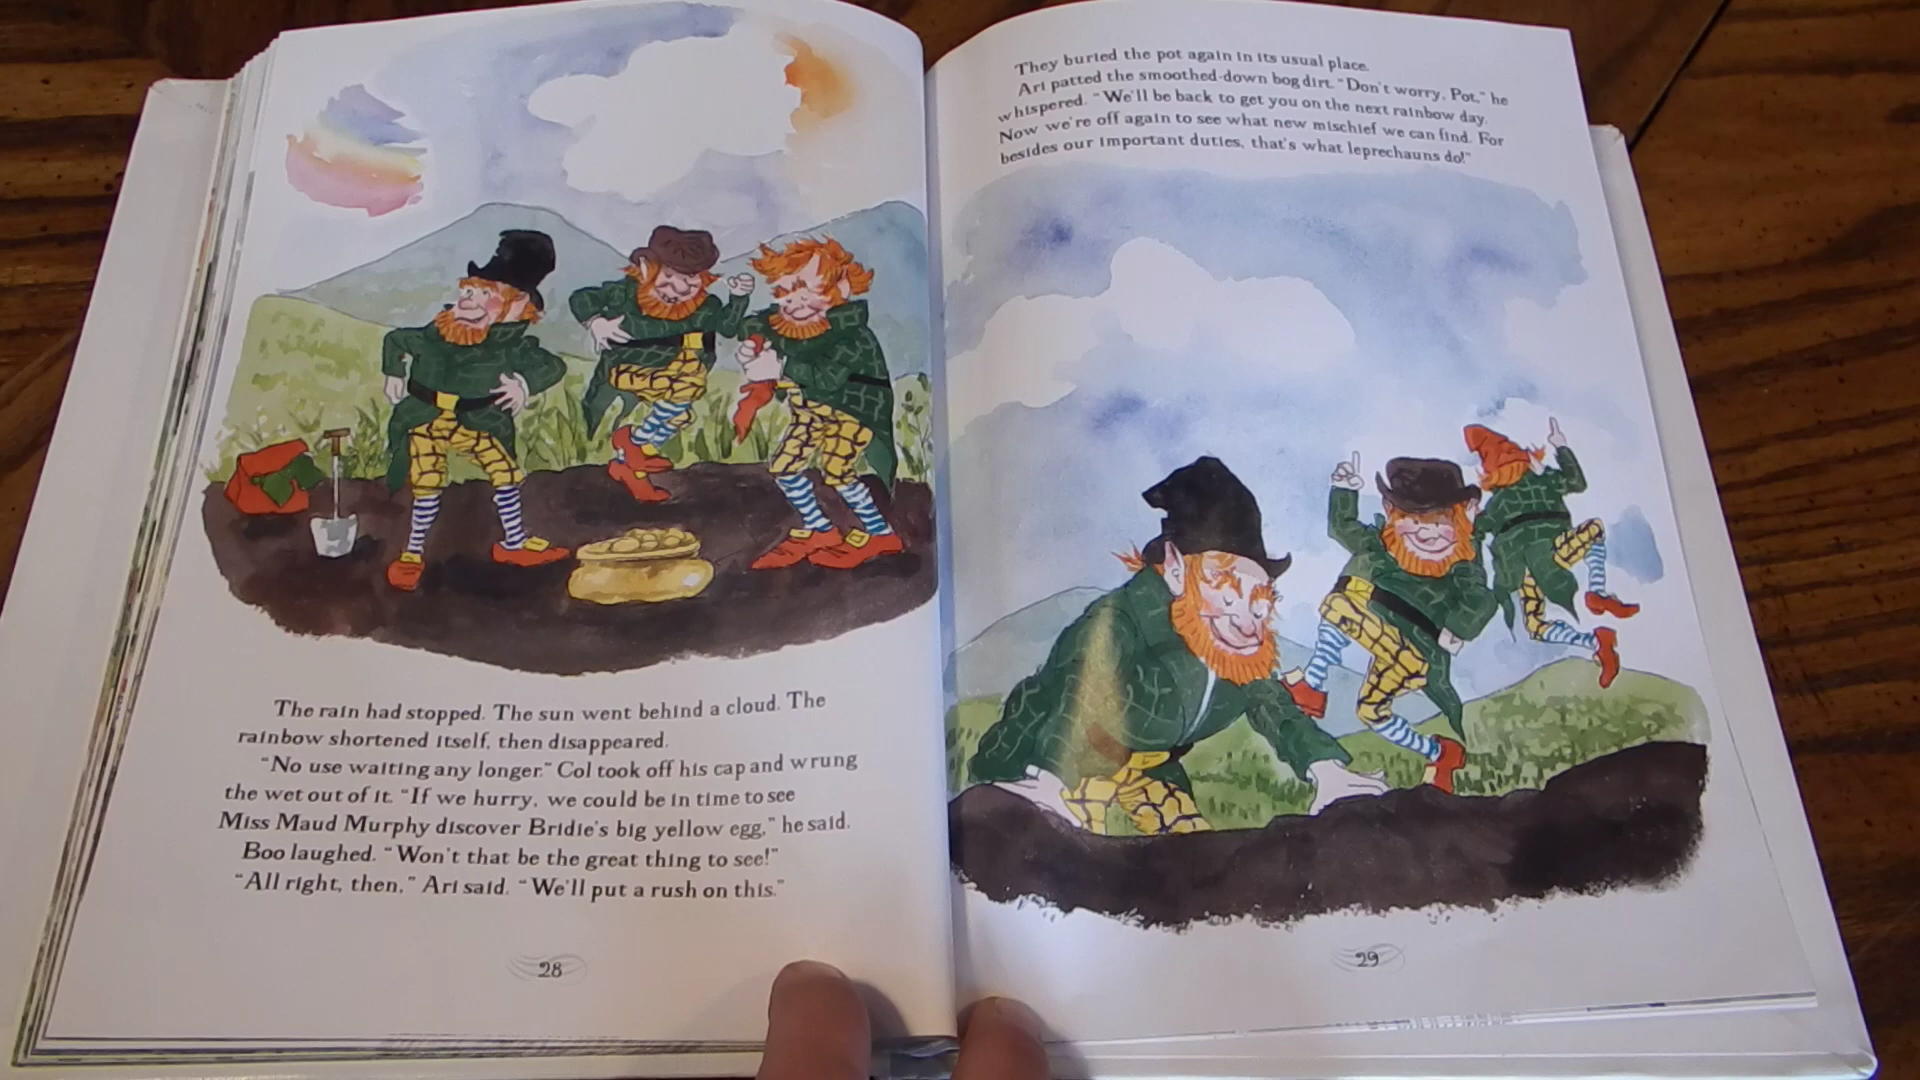 The rain had stopped. The sun went behind a cloud. The
rainbow shortened itself, then disappeared.
"No use waiting any longer." Col took off his cap and wrung
the wet out of it. "If we hurry, we could be in time to see
Miss Maud Murphy discover Bridie's big yellow egg," he said.
Boo laughed. "Won't that be the great thing to see!"
"All right, then," Ari said. "We'll put a rush on this."
28
They buried the pot again in its usual place.
Ari patted the smoothed-down bog dirt. "Don't worry, Pot," he
whispered. "We'll be back to get you on the next rainbow day.
Now we're off again to see what new mischief we can find. For
besides our important duties, that's what leprechauns do!"
29